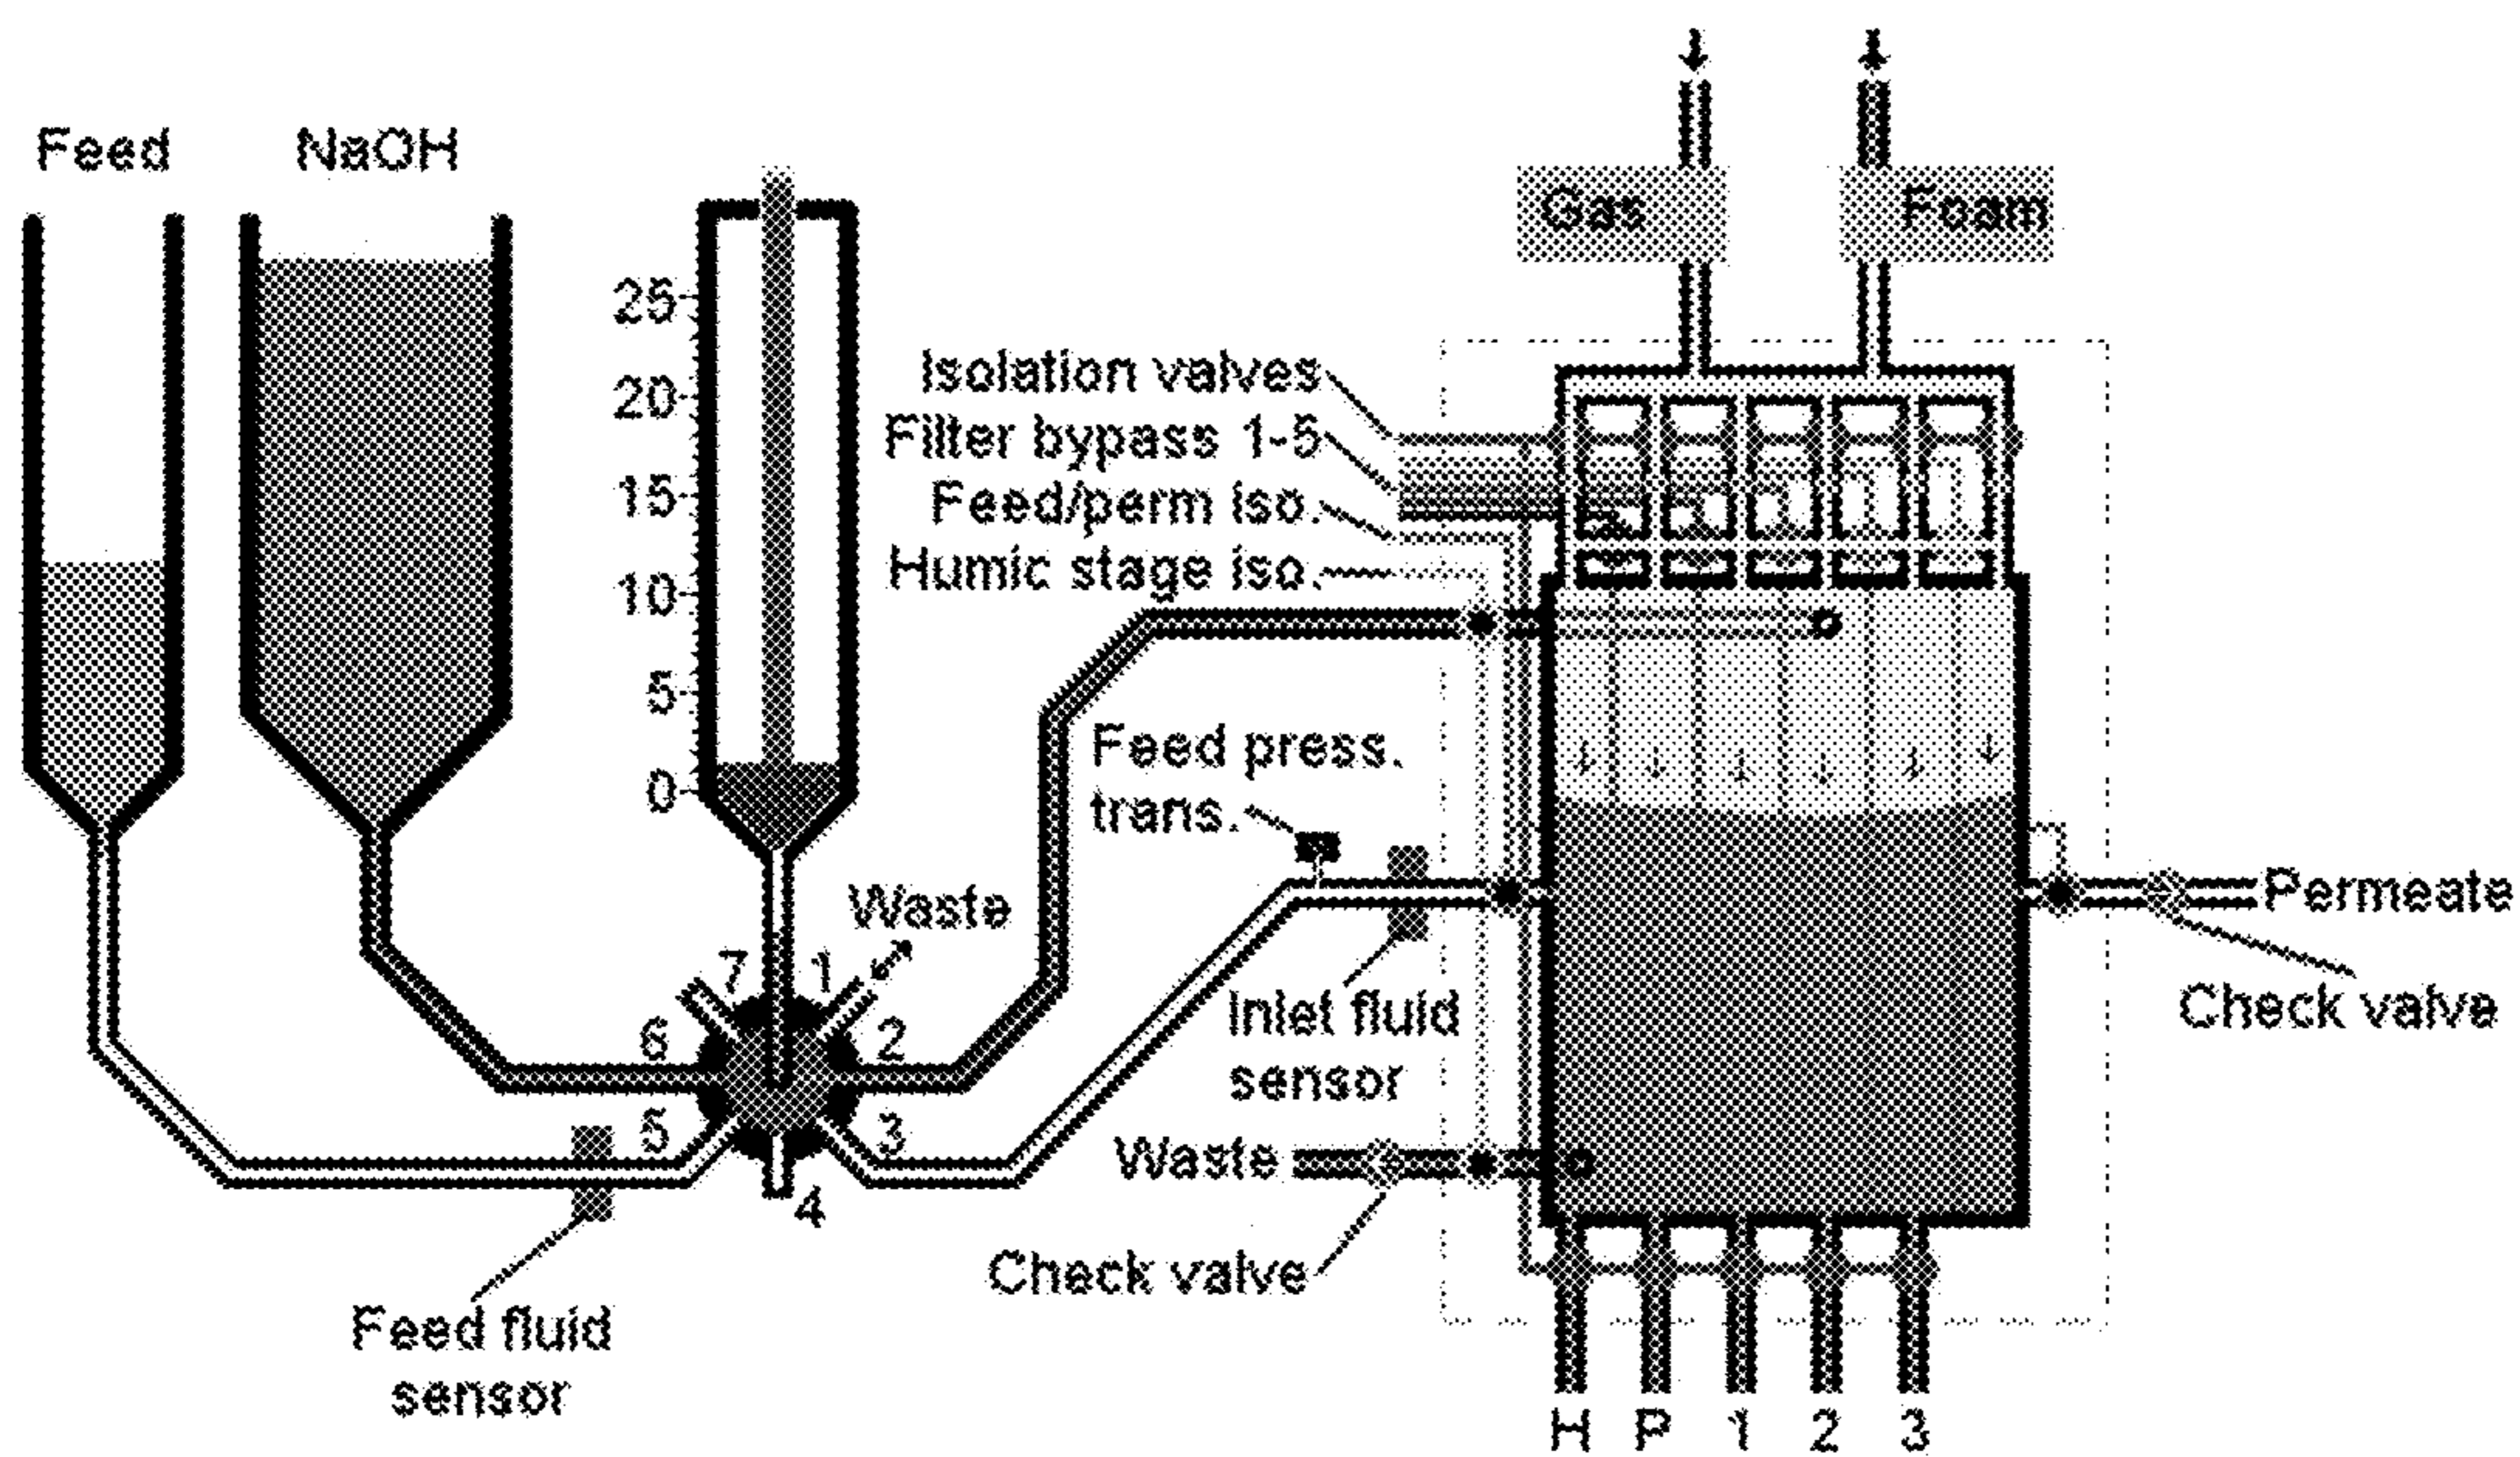 Feed
NaOH
Gas
Foam
25
20
15
10
5
0
Isolation valves
Filter bypass 1-5
Feed/perm iso.
Humic stage iso.
Feed press.
trans.
Waste
7
1
6
2
5
3
4
Inlet fluid
sensor
Waste
Check valve
Permeate
Check valve
Feed fluid
sensor
H P 1 2 3